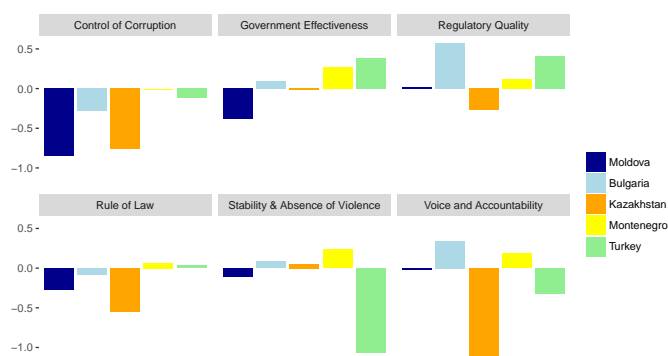 Control of Corruption
Government Effectiveness
Regulatory Quality
0.5
0.0
−0.5
−1.0
Rule of Law
Stability & Absence of Violence
Voice and Accountability
0.5
0.0
−0.5
−1.0
Moldova
Bulgaria
Kazakhstan
Montenegro
Turkey